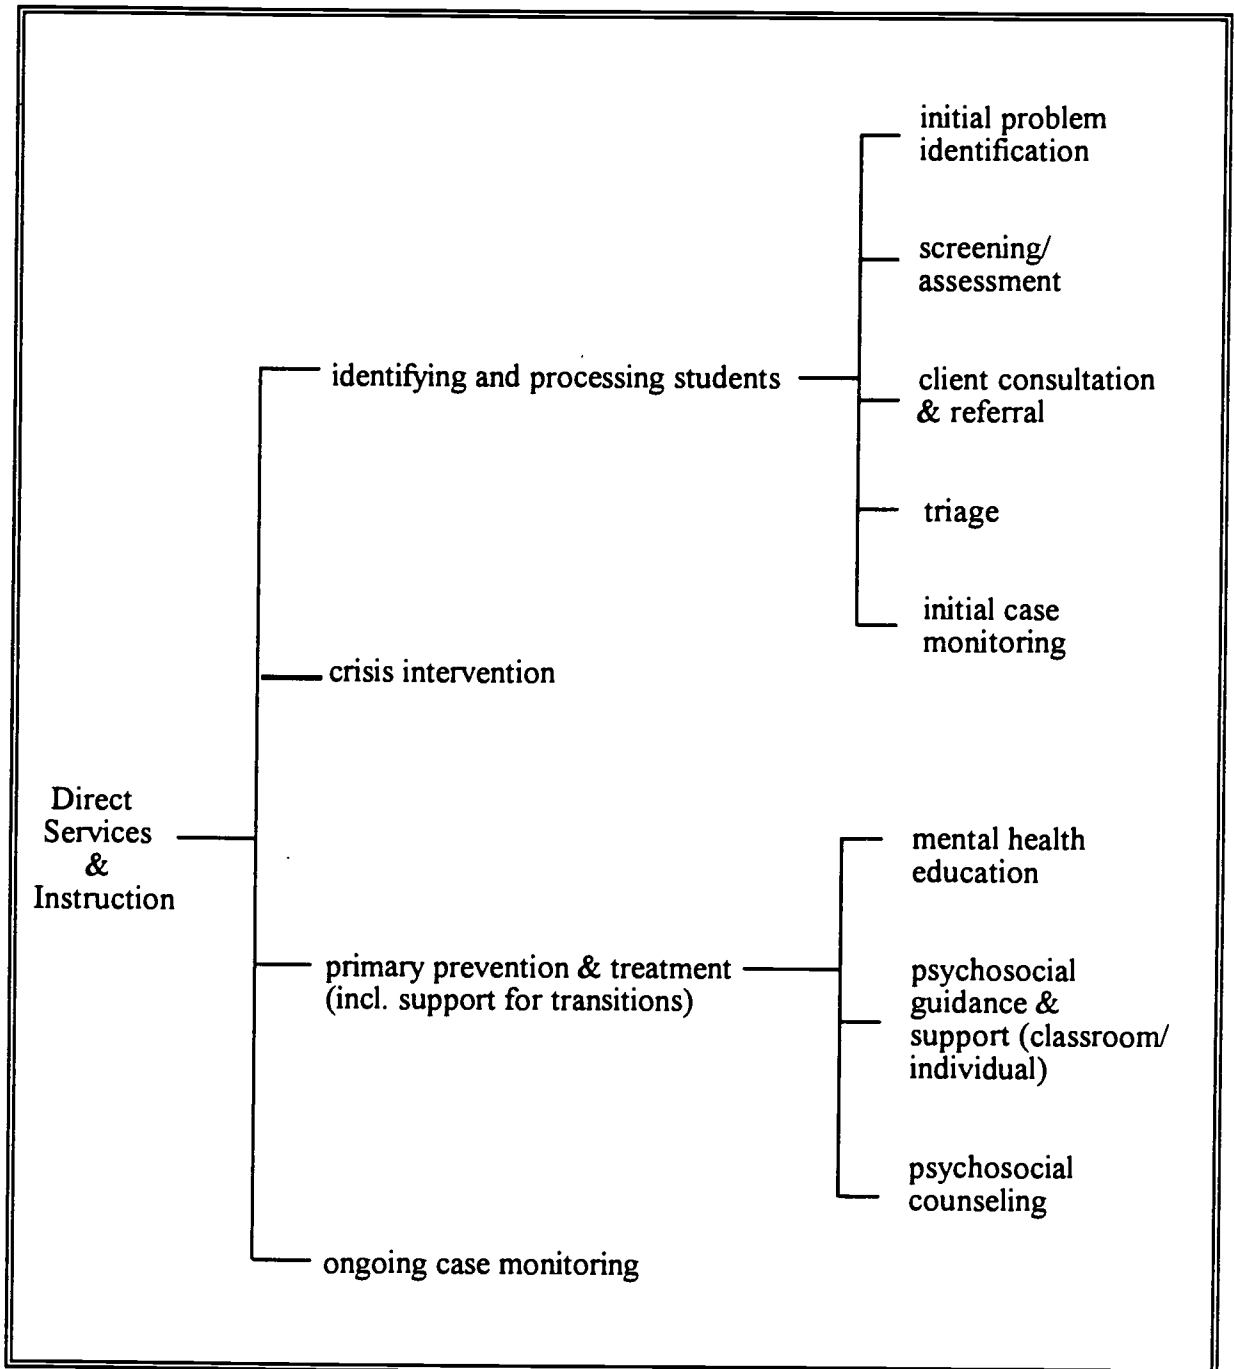 initial problem
identification
screening/
assessment
identifying and processing students
client consultation
& referral
triage
initial case
monitoring
crisis intervention
Direct
Services
&
Instruction
mental health
education
primary prevention & treatment
(incl. support for transitions)
psychosocial
guidance &
support (classroom/
individual)
psychosocial
counseling
ongoing case monitoring